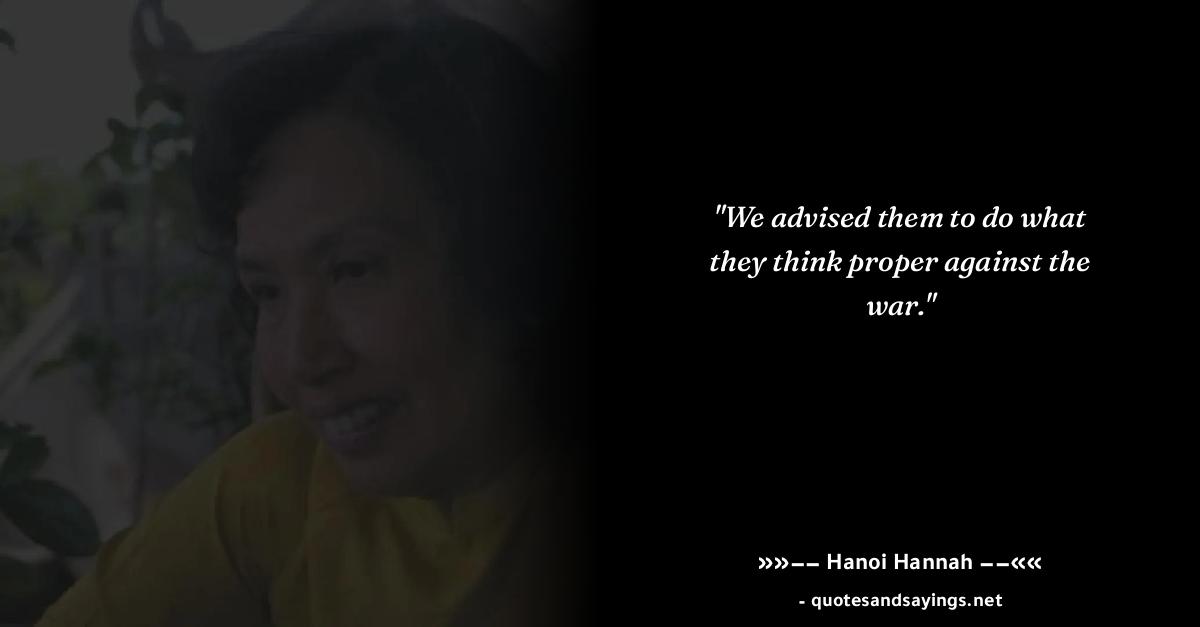 "We advised them to do what
they think proper against the
war."
»»–– Hanoi Hannah ––««
- quotesandsayings.net